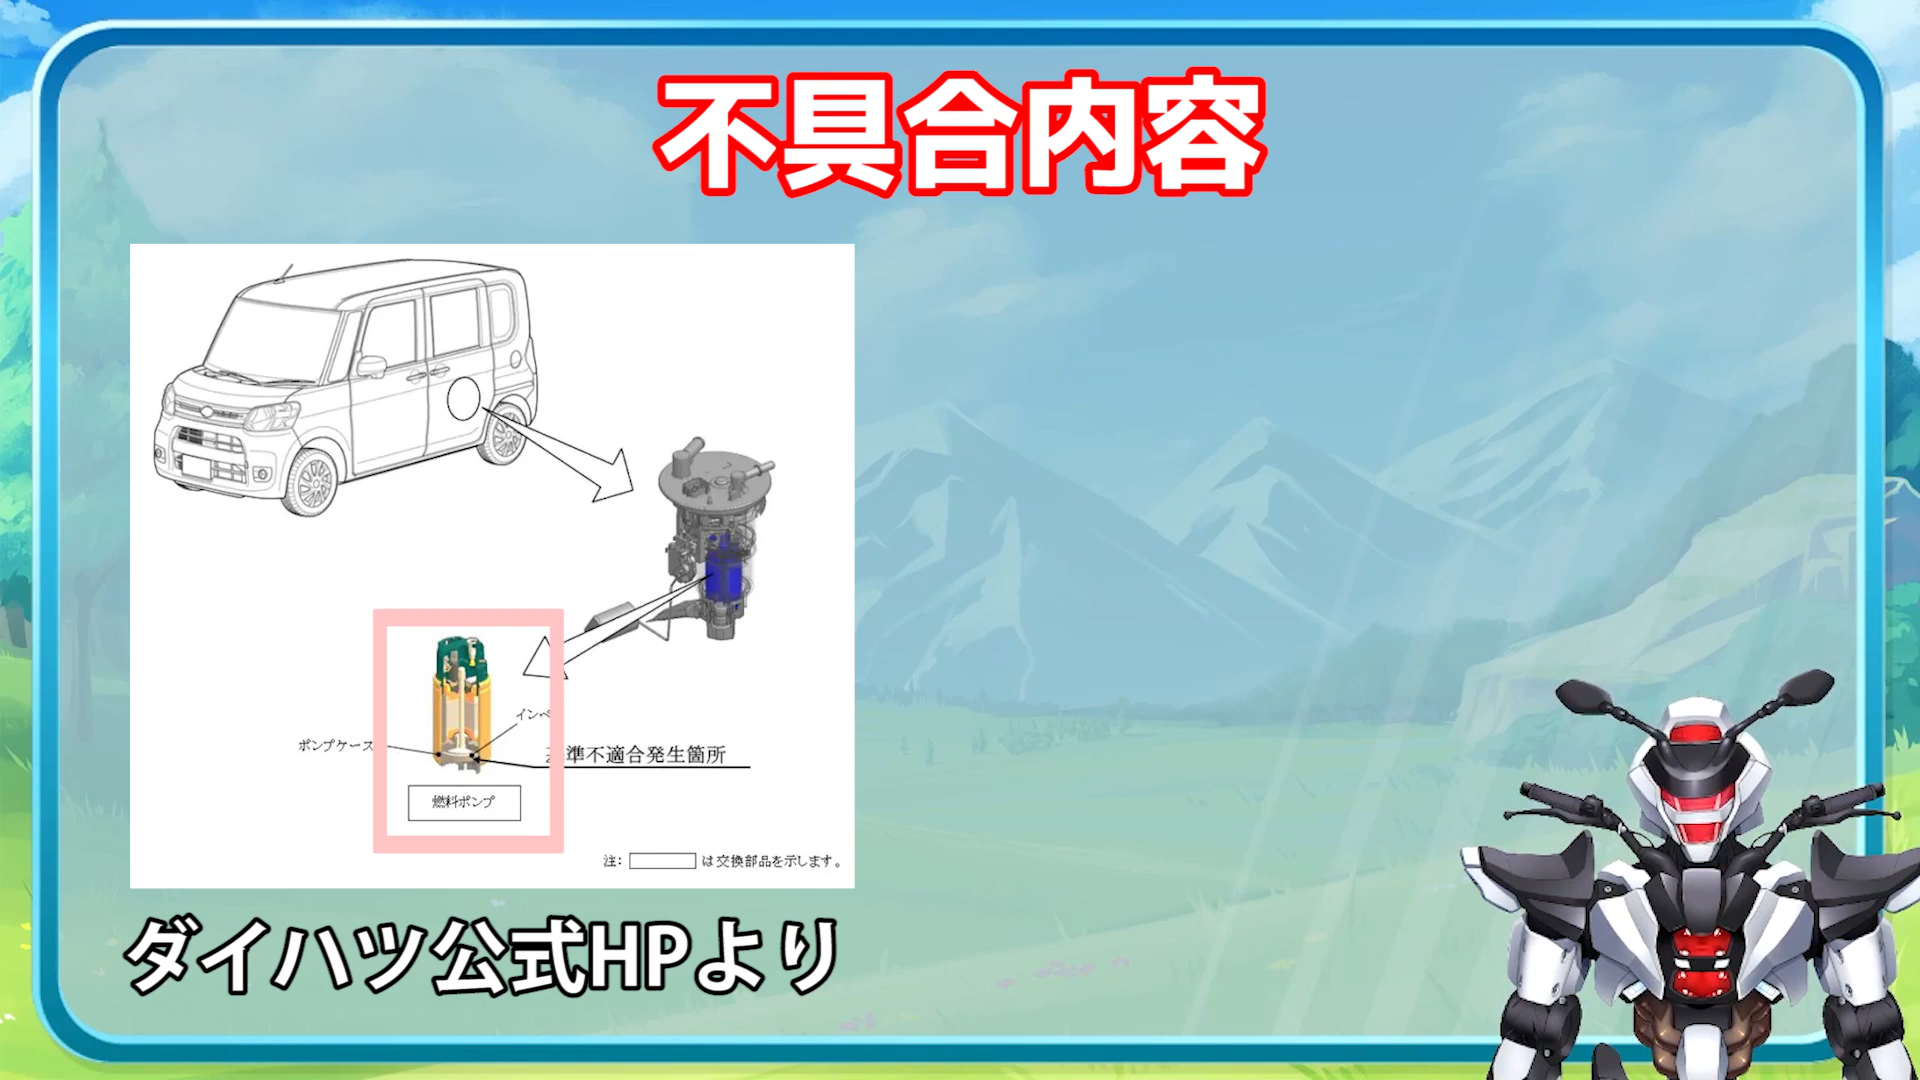 不具合内容
インペ
ポンプケース
準不適合発生箇所
燃料ポンプ
注: は交換部品を示します。
ダイハツ公式HPより